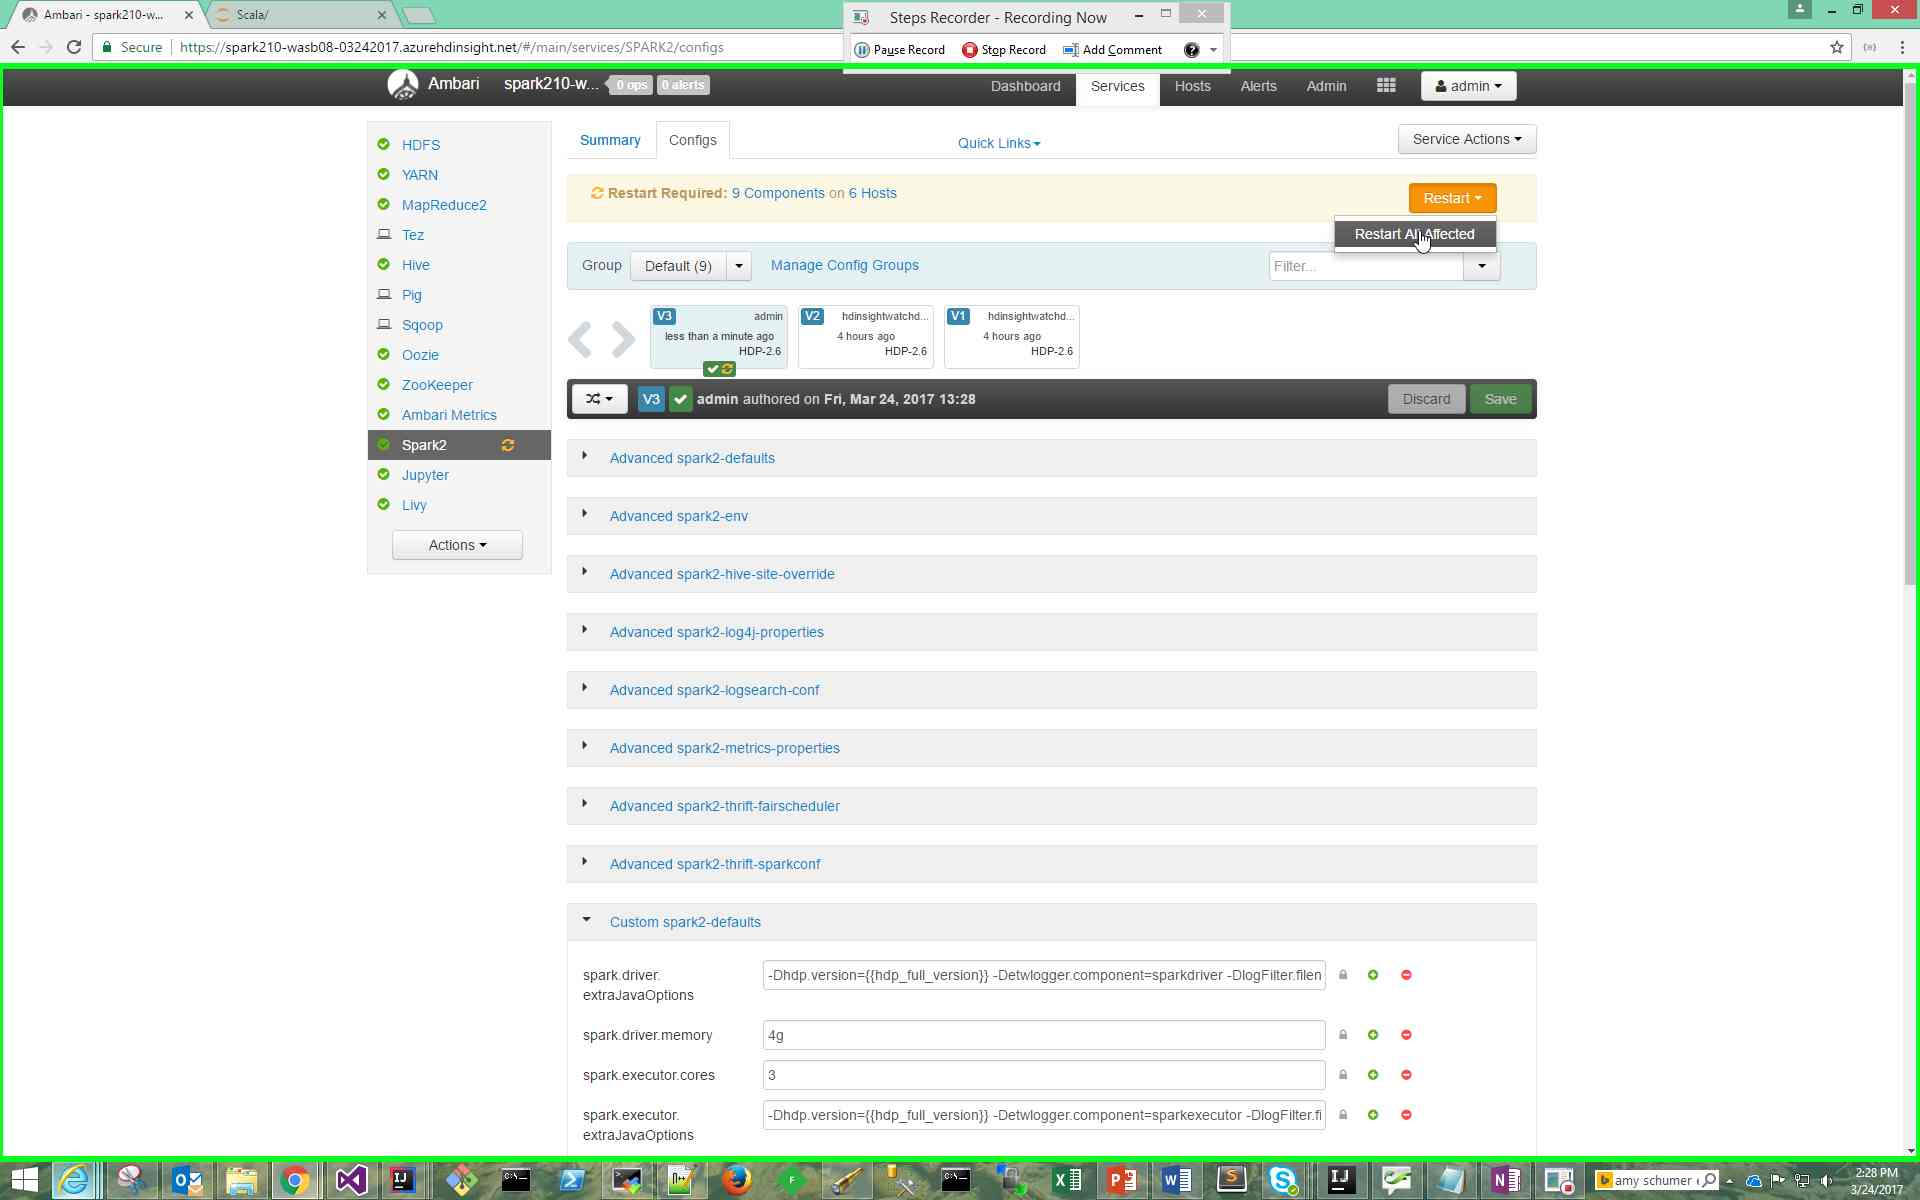 Ambari - spark210-w...
Scala/
Steps Recorder - Recording Now
Pause Record
Stop Record
Add Comment
Secure
https://spark210-wasb08-03242017.azurehdinsight.net/#/main/services/SPARK2/configs
Ambari
spark210-w...
0 ops
0 alerts
Dashboard
Services
Hosts
Alerts
Admin
admin
HDFS
YARN
MapReduce2
Tez
Hive
Pig
Sqoop
Oozie
ZooKeeper
Ambari Metrics
Spark2
Jupyter
Livy
Actions
Summary
Configs
Quick Links
Service Actions
Restart Required: 9 Components on 6 Hosts
Restart
Restart All Affected
Group
Default (9)
Manage Config Groups
Filter...
V3
admin
less than a minute ago
HDP-2.6
V2
hdinsightwatchd...
4 hours ago
HDP-2.6
V1
hdinsightwatchd...
4 hours ago
HDP-2.6
V3
admin authored on Fri, Mar 24, 2017 13:28
Discard
Save
Advanced spark2-defaults
Advanced spark2-env
Advanced spark2-hive-site-override
Advanced spark2-log4j-properties
Advanced spark2-logsearch-conf
Advanced spark2-metrics-properties
Advanced spark2-thrift-fairscheduler
Advanced spark2-thrift-sparkconf
Custom spark2-defaults
spark.driver.
extraJavaOptions
-Dhdp.version={{hdp_full_version}} -Detwlogger.component=sparkdriver -DlogFilter.filen
spark.driver.memory
4g
spark.executor.cores
3
spark.executor.
extraJavaOptions
-Dhdp.version={{hdp_full_version}} -Detwlogger.component=sparkexecutor -DlogFilter.fi
amy schumer
2:28 PM
3/24/2017